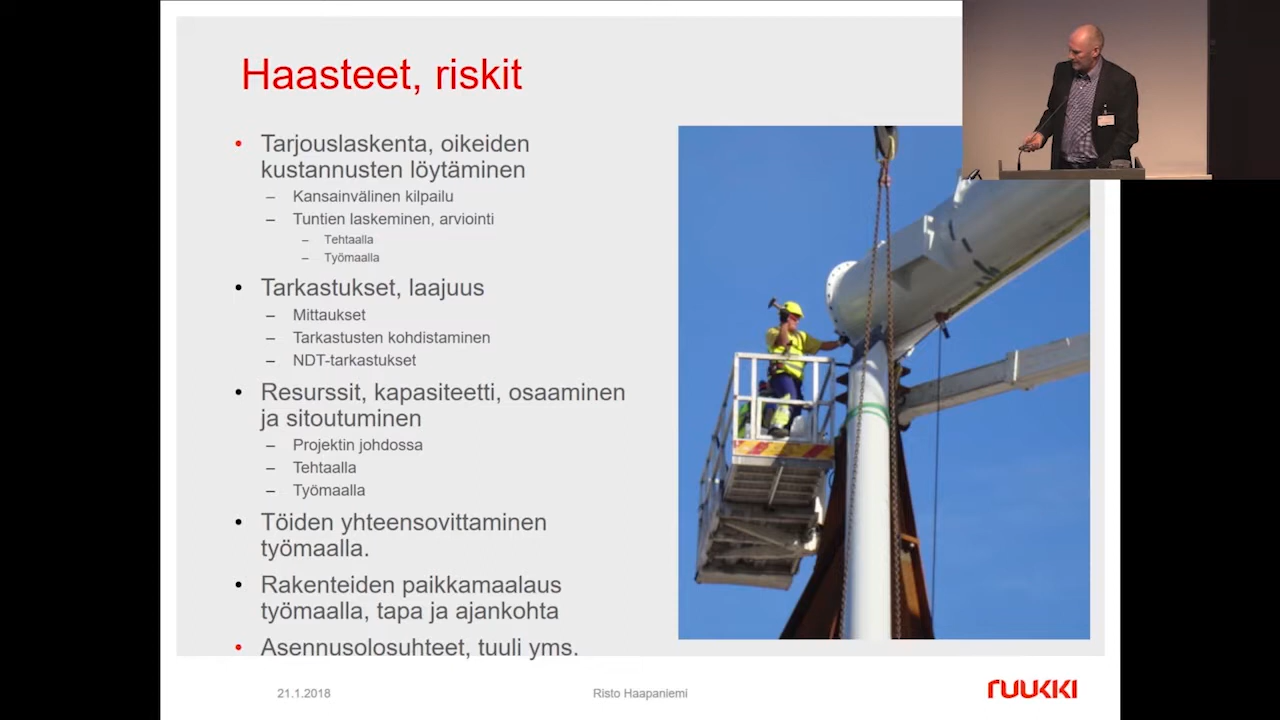 Haasteet, riskit
• Tarjouslaskenta, oikeiden
kustannusten löytäminen
– Kansainvälinen kilpailu
– Tuntien laskeminen, arviointi
– Tehtaalla
– Työmaalla
• Tarkastukset, laajuus
– Mittaukset
– Tarkastusten kohdistaminen
– NDT-tarkastukset
• Resurssit, kapasiteetti, osaaminen
ja sitoutuminen
– Projektin johdossa
– Tehtaalla
– Työmaalla
• Töiden yhteensovittaminen
työmaalla.
• Rakenteiden paikkamaalaus
työmaalla, tapa ja ajankohta
• Asennusolosuhteet, tuuli yms.
21.1.2018
Risto Haapaniemi
RUUKKI